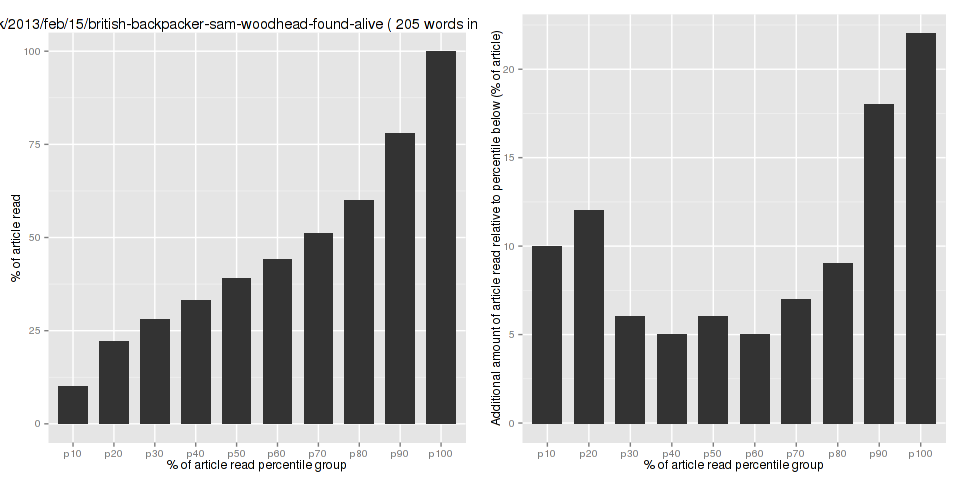 k/2013/feb/15/british-backpacker-sam-woodhead-found-alive ( 205 words in
% of article read
100
75
50
25
0
p10 p20 p30 p40 p50 p60 p70 p80 p90 p100
% of article read percentile group
Additional amount of article read relative to percentile below (% of article)
20
15
10
5
0
p10 p20 p30 p40 p50 p60 p70 p80 p90 p100
% of article read percentile group